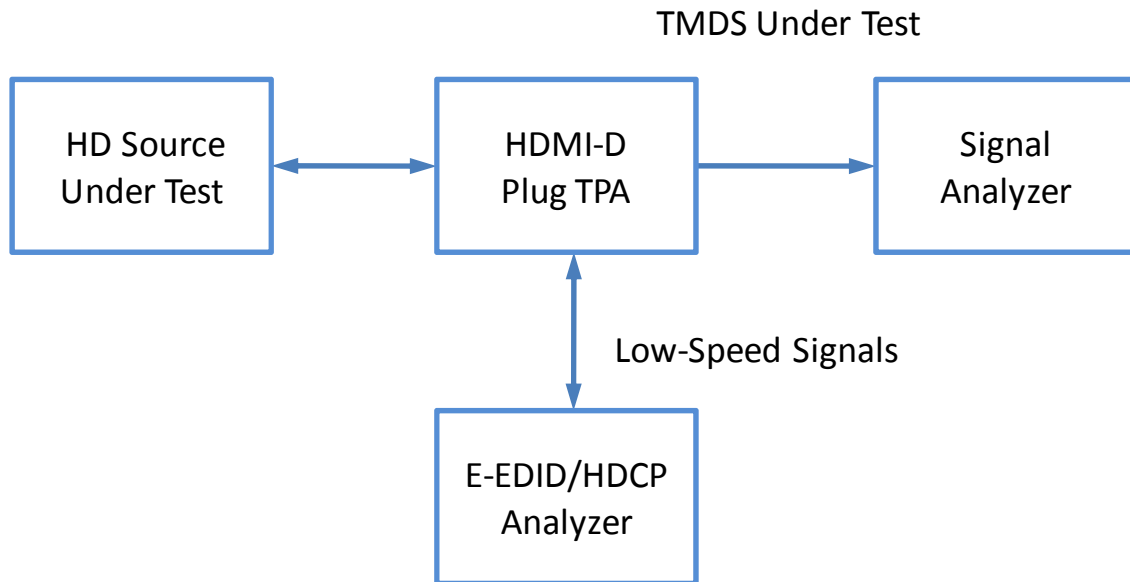 TMDS Under Test
HD Source
Under Test
HDMI-D
Plug TPA
Signal
Analyzer
Low-Speed Signals
E-EDID/HDCP
Analyzer